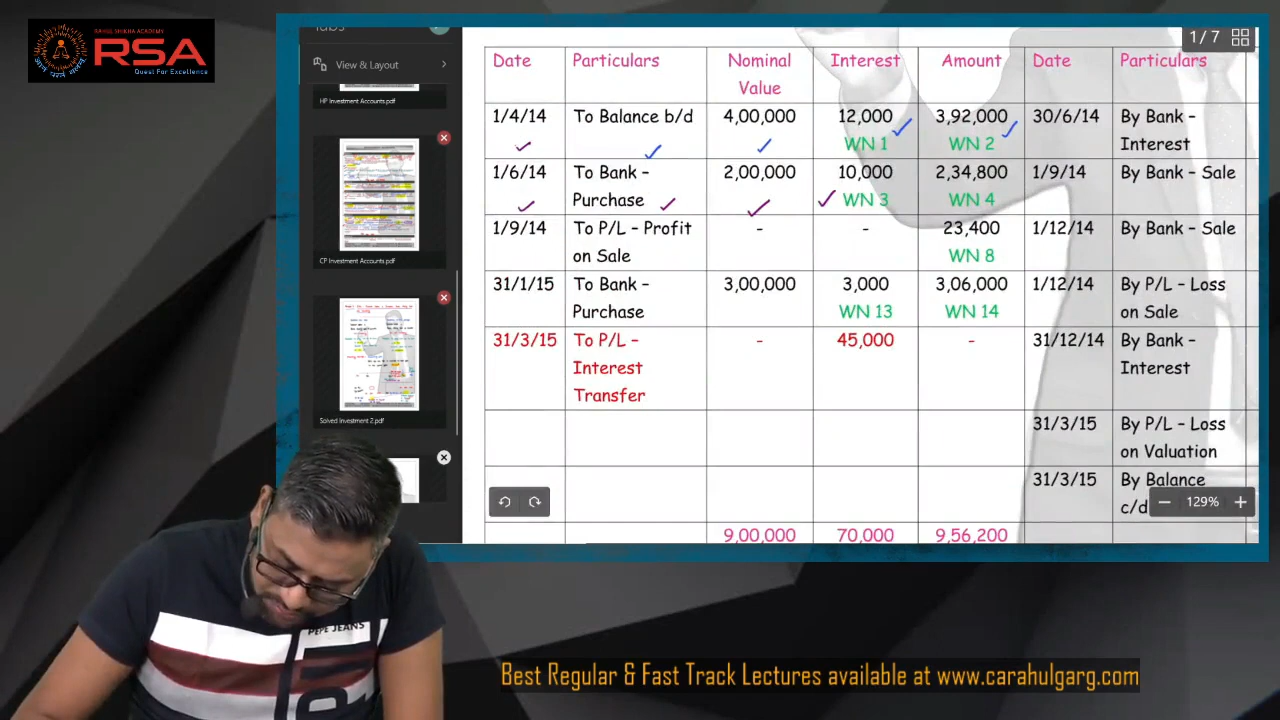 RAHUL SHIKHA ACADEMY
RSA
Quest For Excellence
View & Layout
HP Investment Accounts.pdf
CP Investment Accounts.pdf
Solved Investment 2.pdf
1/7
Date Particulars Nominal Interest Amount Date Particulars
Value
1/4/14 To Balance b/d 4,00,000 12,000 3,92,000 30/6/14 By Bank –
WN 1 WN 2 Interest
1/6/14 To Bank – 2,00,000 10,000 2,34,800 1/9/14 By Bank – Sale
Purchase WN 3 WN 4
1/9/14 To P/L – Profit - - 23,400 1/12/14 By Bank – Sale
on Sale WN 8
31/1/15 To Bank – 3,00,000 3,000 3,06,000 1/12/14 By P/L – Loss
Purchase WN 13 WN 14 on Sale
31/3/15 To P/L – - 45,000 - 31/12/14 By Bank –
Interest Interest
Transfer
31/3/15 By P/L – Loss
on Valuation
31/3/15 By Balance
c/d
129%
9,00,000 70,000 9,56,200
PEPE JEANS
Best Regular & Fast Track Lectures available at www.carahulgarg.com